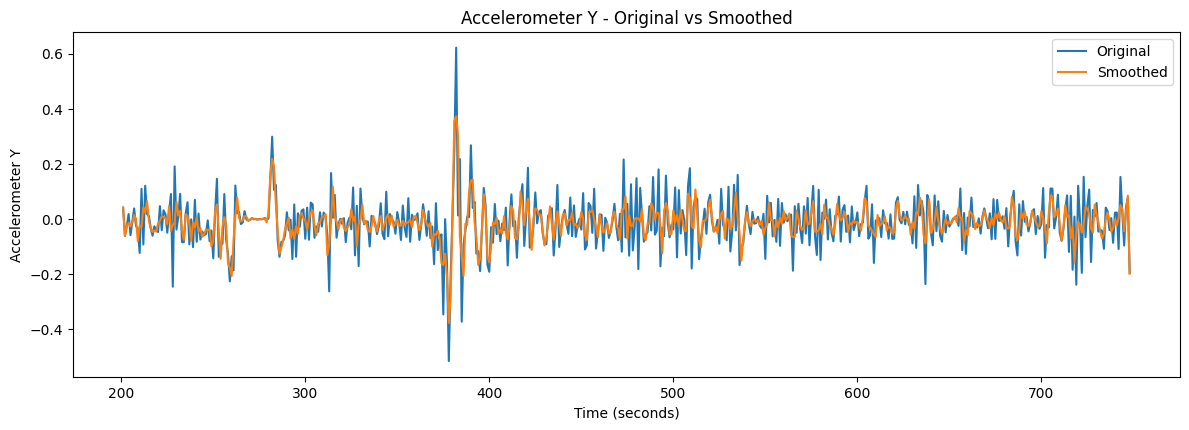 Accelerometer Y - Original vs Smoothed
Original
Smoothed
Accelerometer Y
0.6
0.4
0.2
0.0
−0.2
−0.4
200
300
400
500
600
700
Time (seconds)